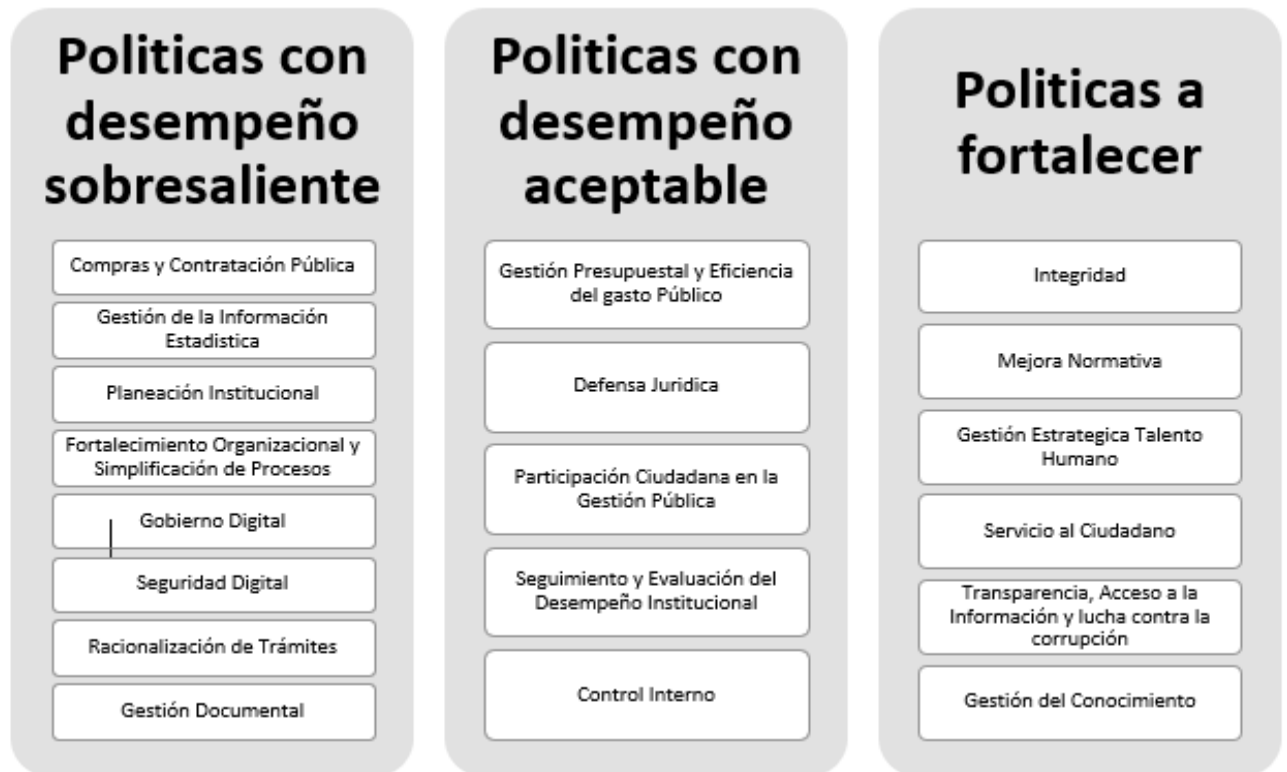 Politicas con
desempeño
sobresaliente
Compras y Contratación Pública
Gestión de la Información
Estadistica
Planeación Institucional
Fortalecimiento Organizacional y
Simplificación de Procesos
Gobierno Digital
Seguridad Digital
Racionalización de Trámites
Gestión Documental
Politicas con
desempeño
aceptable
Gestión Presupuestal y Eficiencia
del gasto Público
Defensa Juridica
Participación Ciudadana en la
Gestión Pública
Seguimiento y Evaluación del
Desempeño Institucional
Control Interno
Politicas a
fortalecer
Integridad
Mejora Normativa
Gestión Estrategica Talento
Humano
Servicio al Ciudadano
Transparencia, Acceso a la
Información y lucha contra la
corrupción
Gestión del Conocimiento